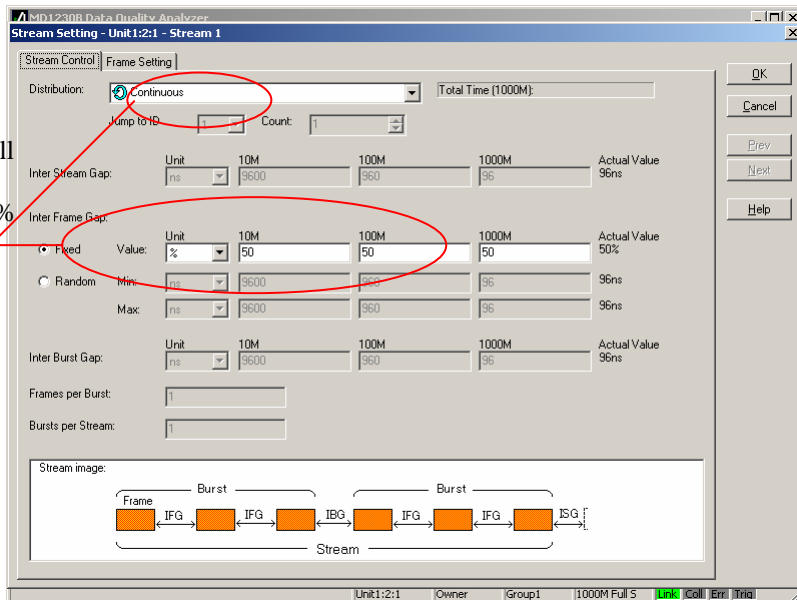 MD1230B Data Quality Analyzer
Stream Setting - Unit1:2:1 - Stream 1
Stream Control Frame Setting
Distribution: Continuous Total Time (1000M):
Jump to ID 1 Count: 1
OK
Cancel
Prev
Next
Help
ll
%
Unit 10M 100M 1000M Actual Value
Inter Stream Gap: ns 9600 960 96 96ns
Inter Frame Gap:
Unit 10M 100M 1000M Actual Value
Fixed Value: % 50 50 50 50%
Random Min: ns 9600 960 96 96ns
Max: ns 9600 960 96 96ns
Unit 10M 100M 1000M Actual Value
Inter Burst Gap: ns 9600 960 96 96ns
Frames per Burst: 1
Bursts per Stream: 1
Stream image:
Burst Burst
Frame
IFG IFG IBG IFG IFG ISG
Stream
Unit1:2:1 Owner Group1 1000M Full S Link Coll Err Trig